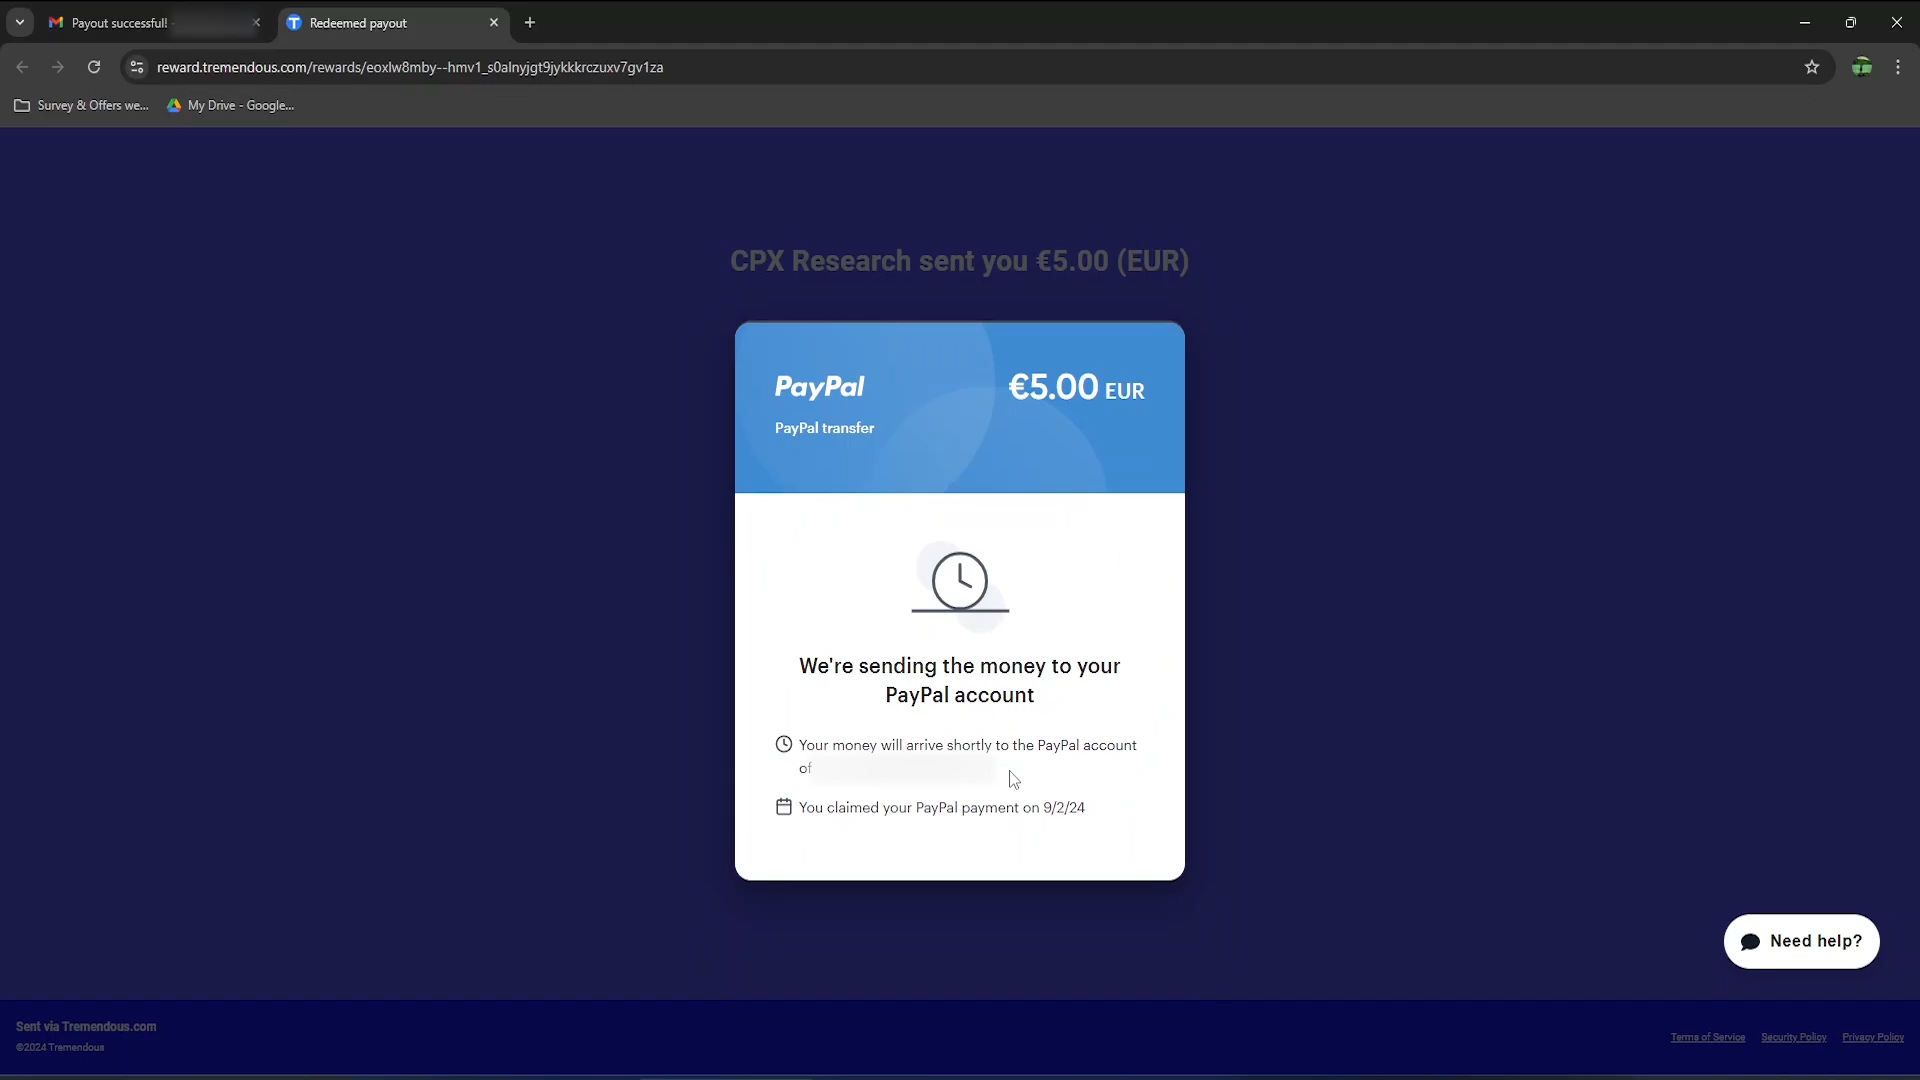 Payout successful! -
Redeemed payout
reward.tremendous.com/rewards/eoxlw8mby--hmv1_s0alnyjgt9jykkkrczuxv7gv1za
Survey & Offers we...
My Drive - Google...
CPX Research sent you €5.00 (EUR)
PayPal
€5.00 EUR
PayPal transfer
We're sending the money to your
PayPal account
Your money will arrive shortly to the PayPal account
of
You claimed your PayPal payment on 9/2/24
Need help?
Sent via Tremendous.com
©2024 Tremendous
Terms of Service
Security Policy
Privacy Policy